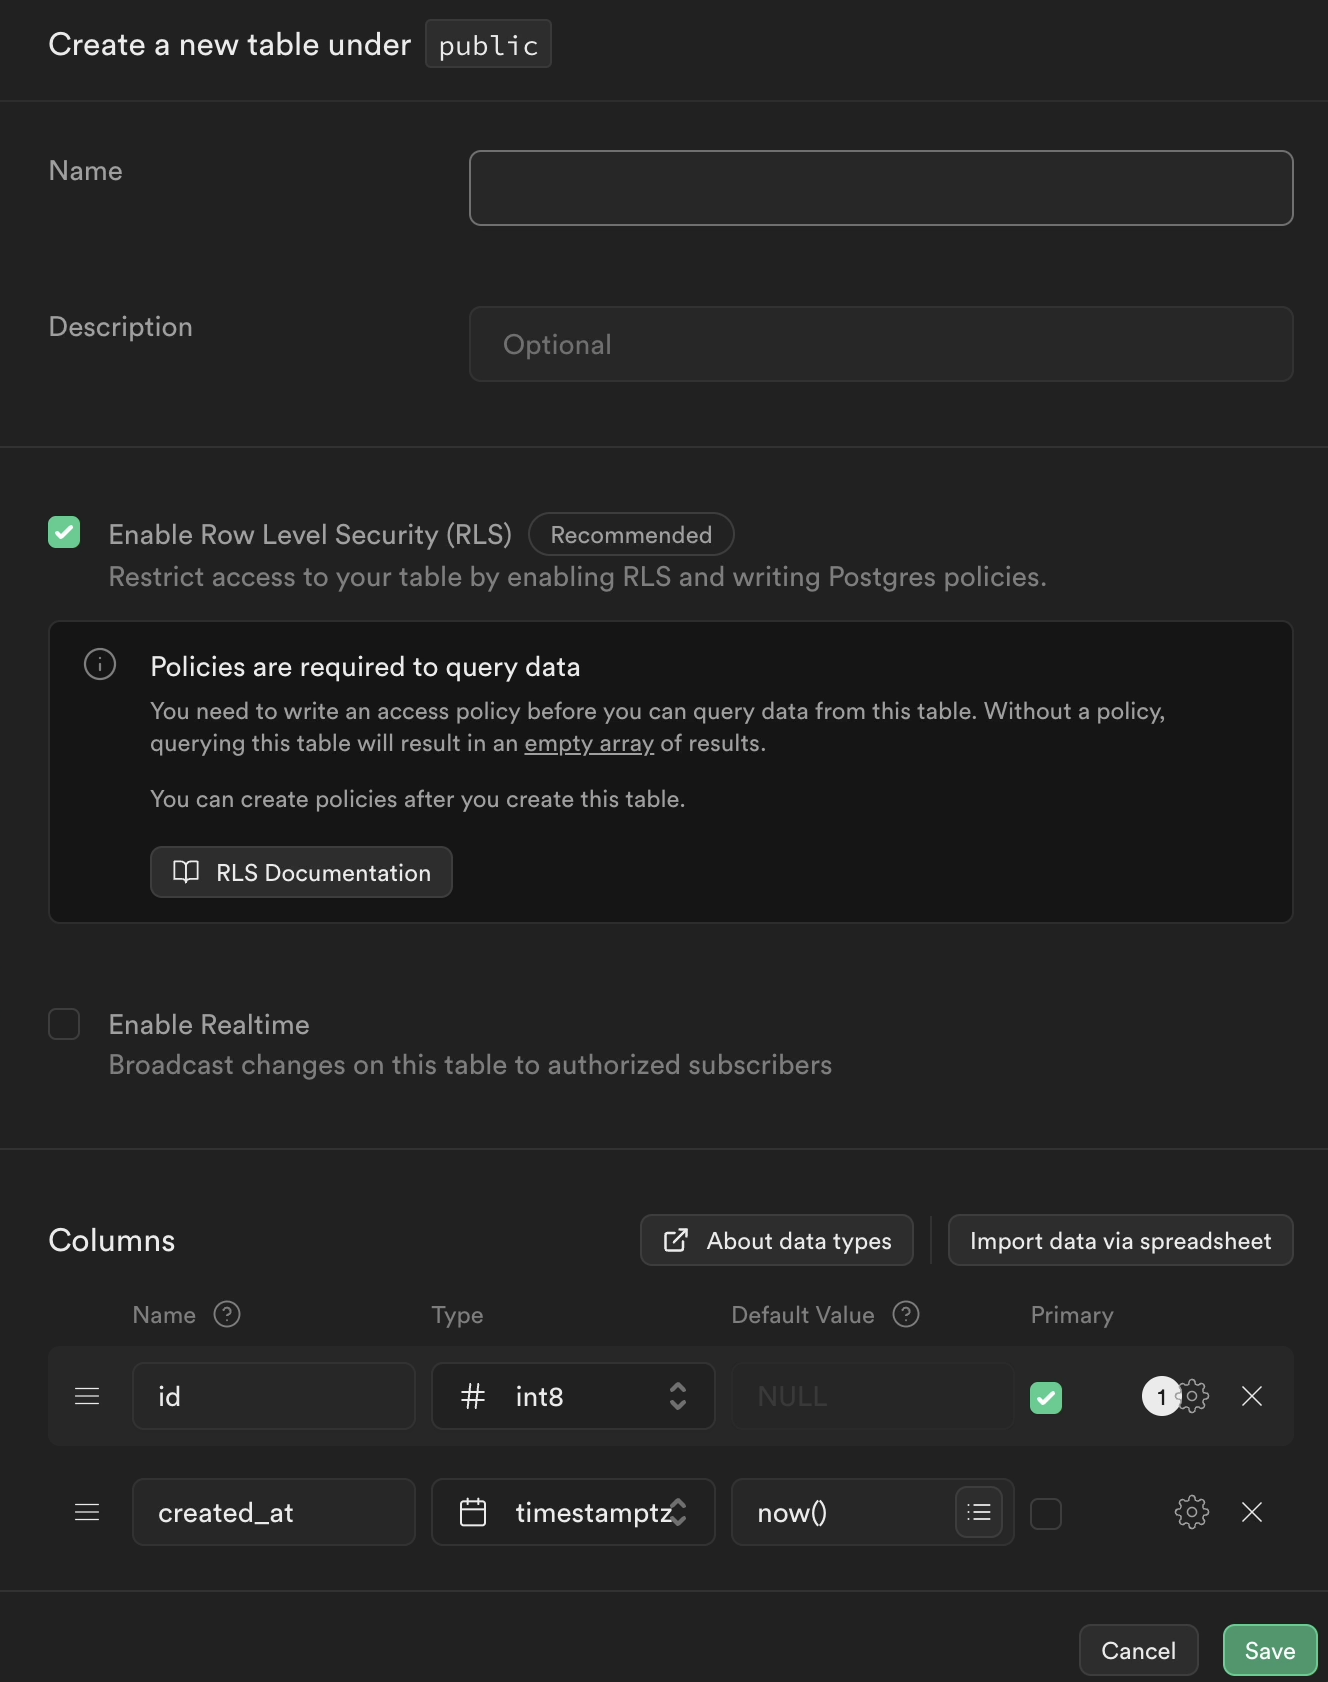 Create a new table under public
Name
Description
Optional
Enable Row Level Security (RLS) Recommended
Restrict access to your table by enabling RLS and writing Postgres policies.
Policies are required to query data
You need to write an access policy before you can query data from this table. Without a policy,
querying this table will result in an empty array of results.
You can create policies after you create this table.
RLS Documentation
Enable Realtime
Broadcast changes on this table to authorized subscribers
Columns About data types Import data via spreadsheet
Name Type Default Value Primary
id int8 NULL 1
created_at timestamptz now()
Cancel Save